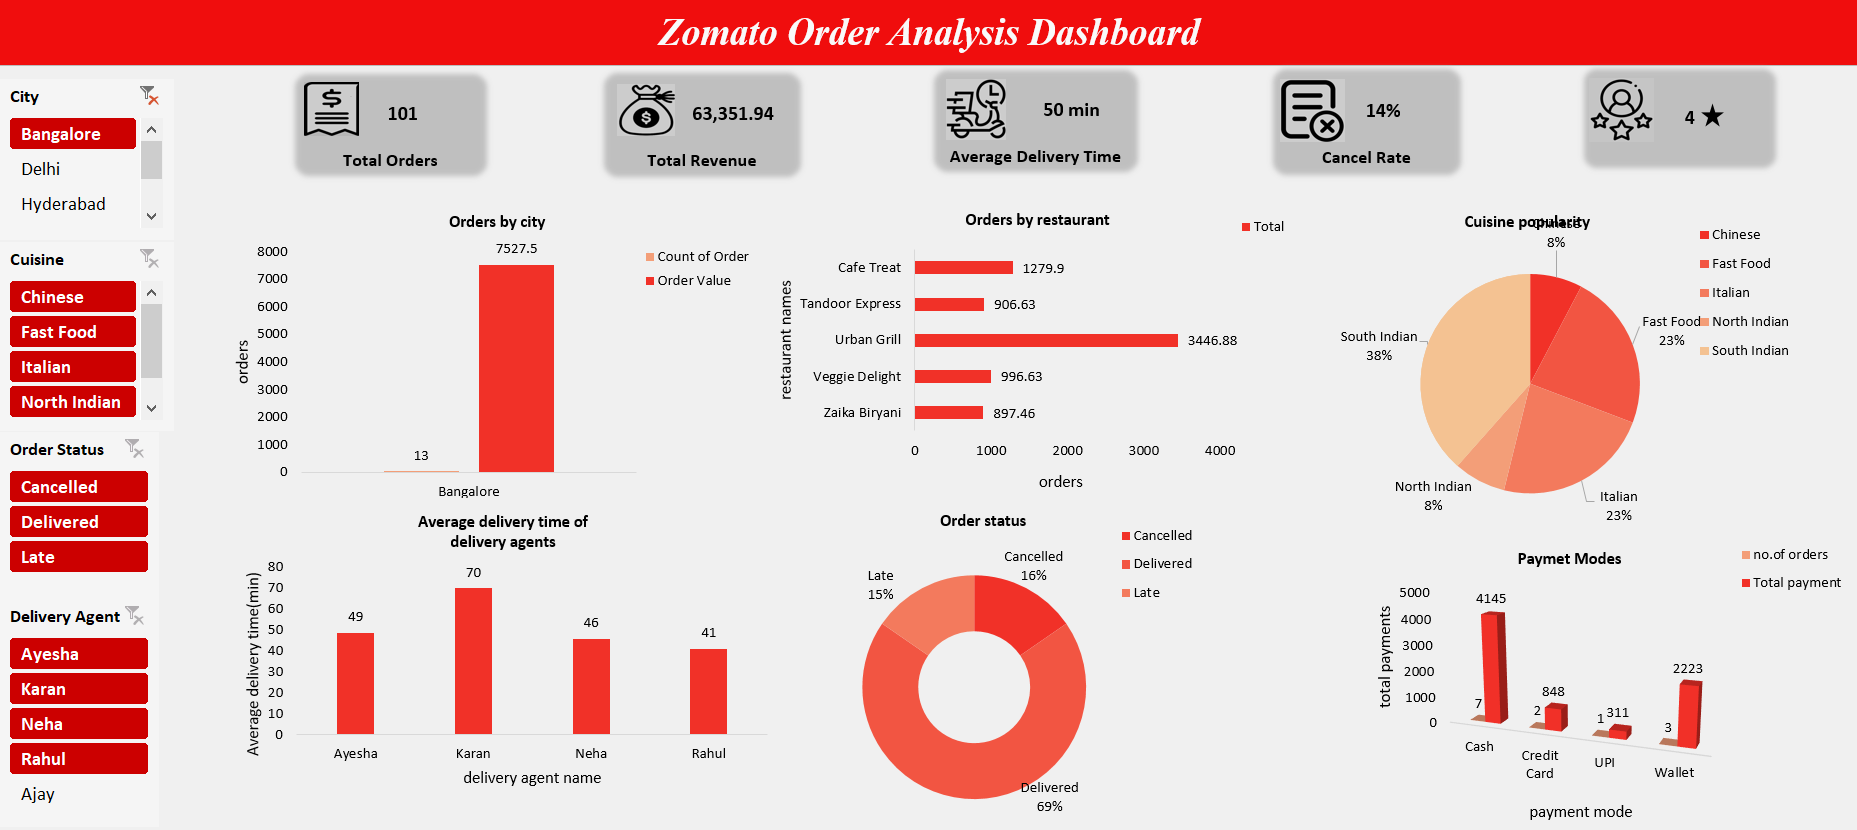 Zomato Order Analysis Dashboard
City
Bangalore
Delhi
Hyderabad
Cuisine
Chinese
Fast Food
Italian
North Indian
Order Status
Cancelled
Delivered
Late
Delivery Agent
Ayesha
Karan
Neha
Rahul
Ajay
101
Total Orders
63,351.94
Total Revenue
50 min
Average Delivery Time
14%
Cancel Rate
4 ★
Orders by city
8000
7000
6000
5000
4000
3000
2000
1000
0
orders
7527.5
13
Bangalore
Count of Order
Order Value
Orders by restaurant
Total
restaurant names
Cafe Treat 1279.9
Tandoor Express 906.63
Urban Grill 3446.88
Veggie Delight 996.63
Zaika Biryani 897.46
0 1000 2000 3000 4000
orders
Cuisine popularity
Chinese
8%
Fast Food
23%
Italian
23%
North Indian
8%
South Indian
38%
Chinese
Fast Food
Italian
North Indian
South Indian
Average delivery time of
delivery agents
Average delivery time(min)
80
70
60
50
40
30
20
10
0
49
70
46
41
Ayesha Karan Neha Rahul
delivery agent name
Order status
Cancelled
16%
Late
15%
Delivered
69%
Cancelled
Delivered
Late
Paymet Modes
no.of orders
Total payment
total payments
5000
4000
3000
2000
1000
0
4145
7
848
2
311
1
2223
3
Cash
Credit
Card
UPI
Wallet
payment mode